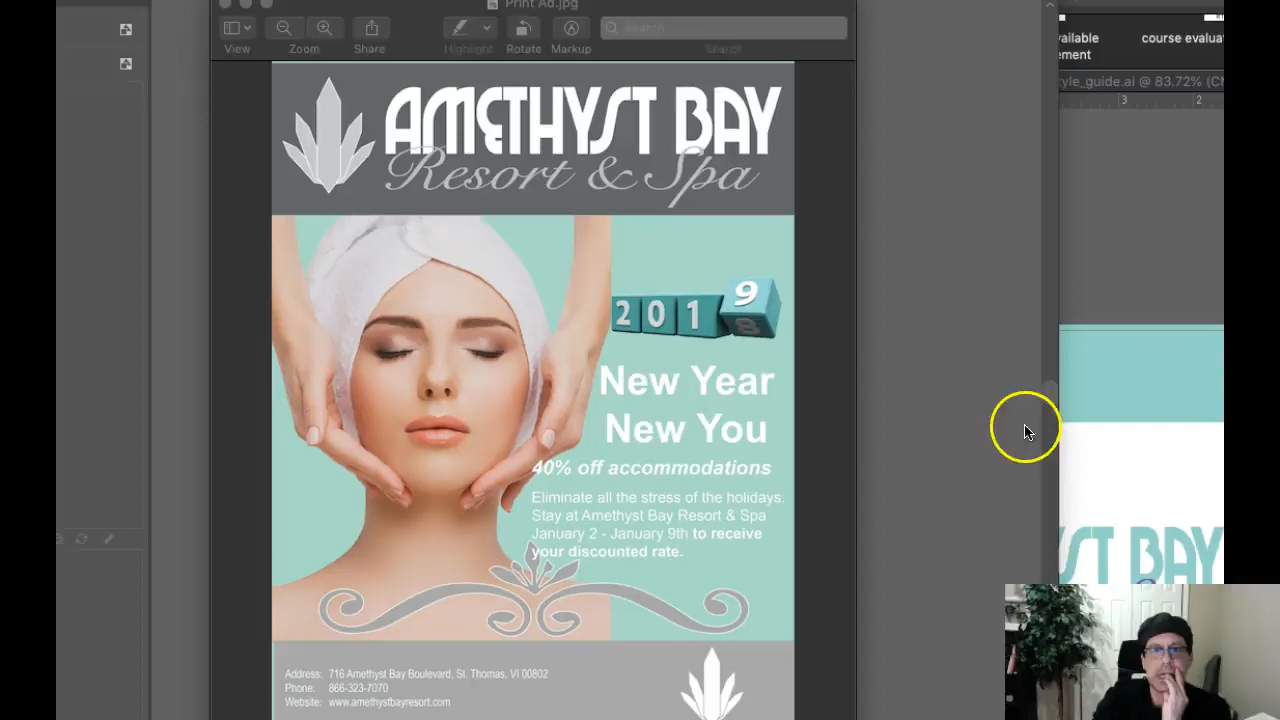 Print Ad.jpg
View
Zoom
Share
Highlight
Rotate
Markup
Search
Search
course evalua
style_guide.ai @ 83.72% (CM
3
2
AMETHYST BAY
Resort & Spa
2019
8
New Year
New You
40% off accommodations
Eliminate all the stress of the holidays.
Stay at Amethyst Bay Resort & Spa
January 2 - January 9th to receive
your discounted rate.
ST BAY
Address: 716 Amethyst Bay Boulevard, St. Thomas, VI 00802
Phone: 866-323-7070
Website: www.amethystbayresort.com